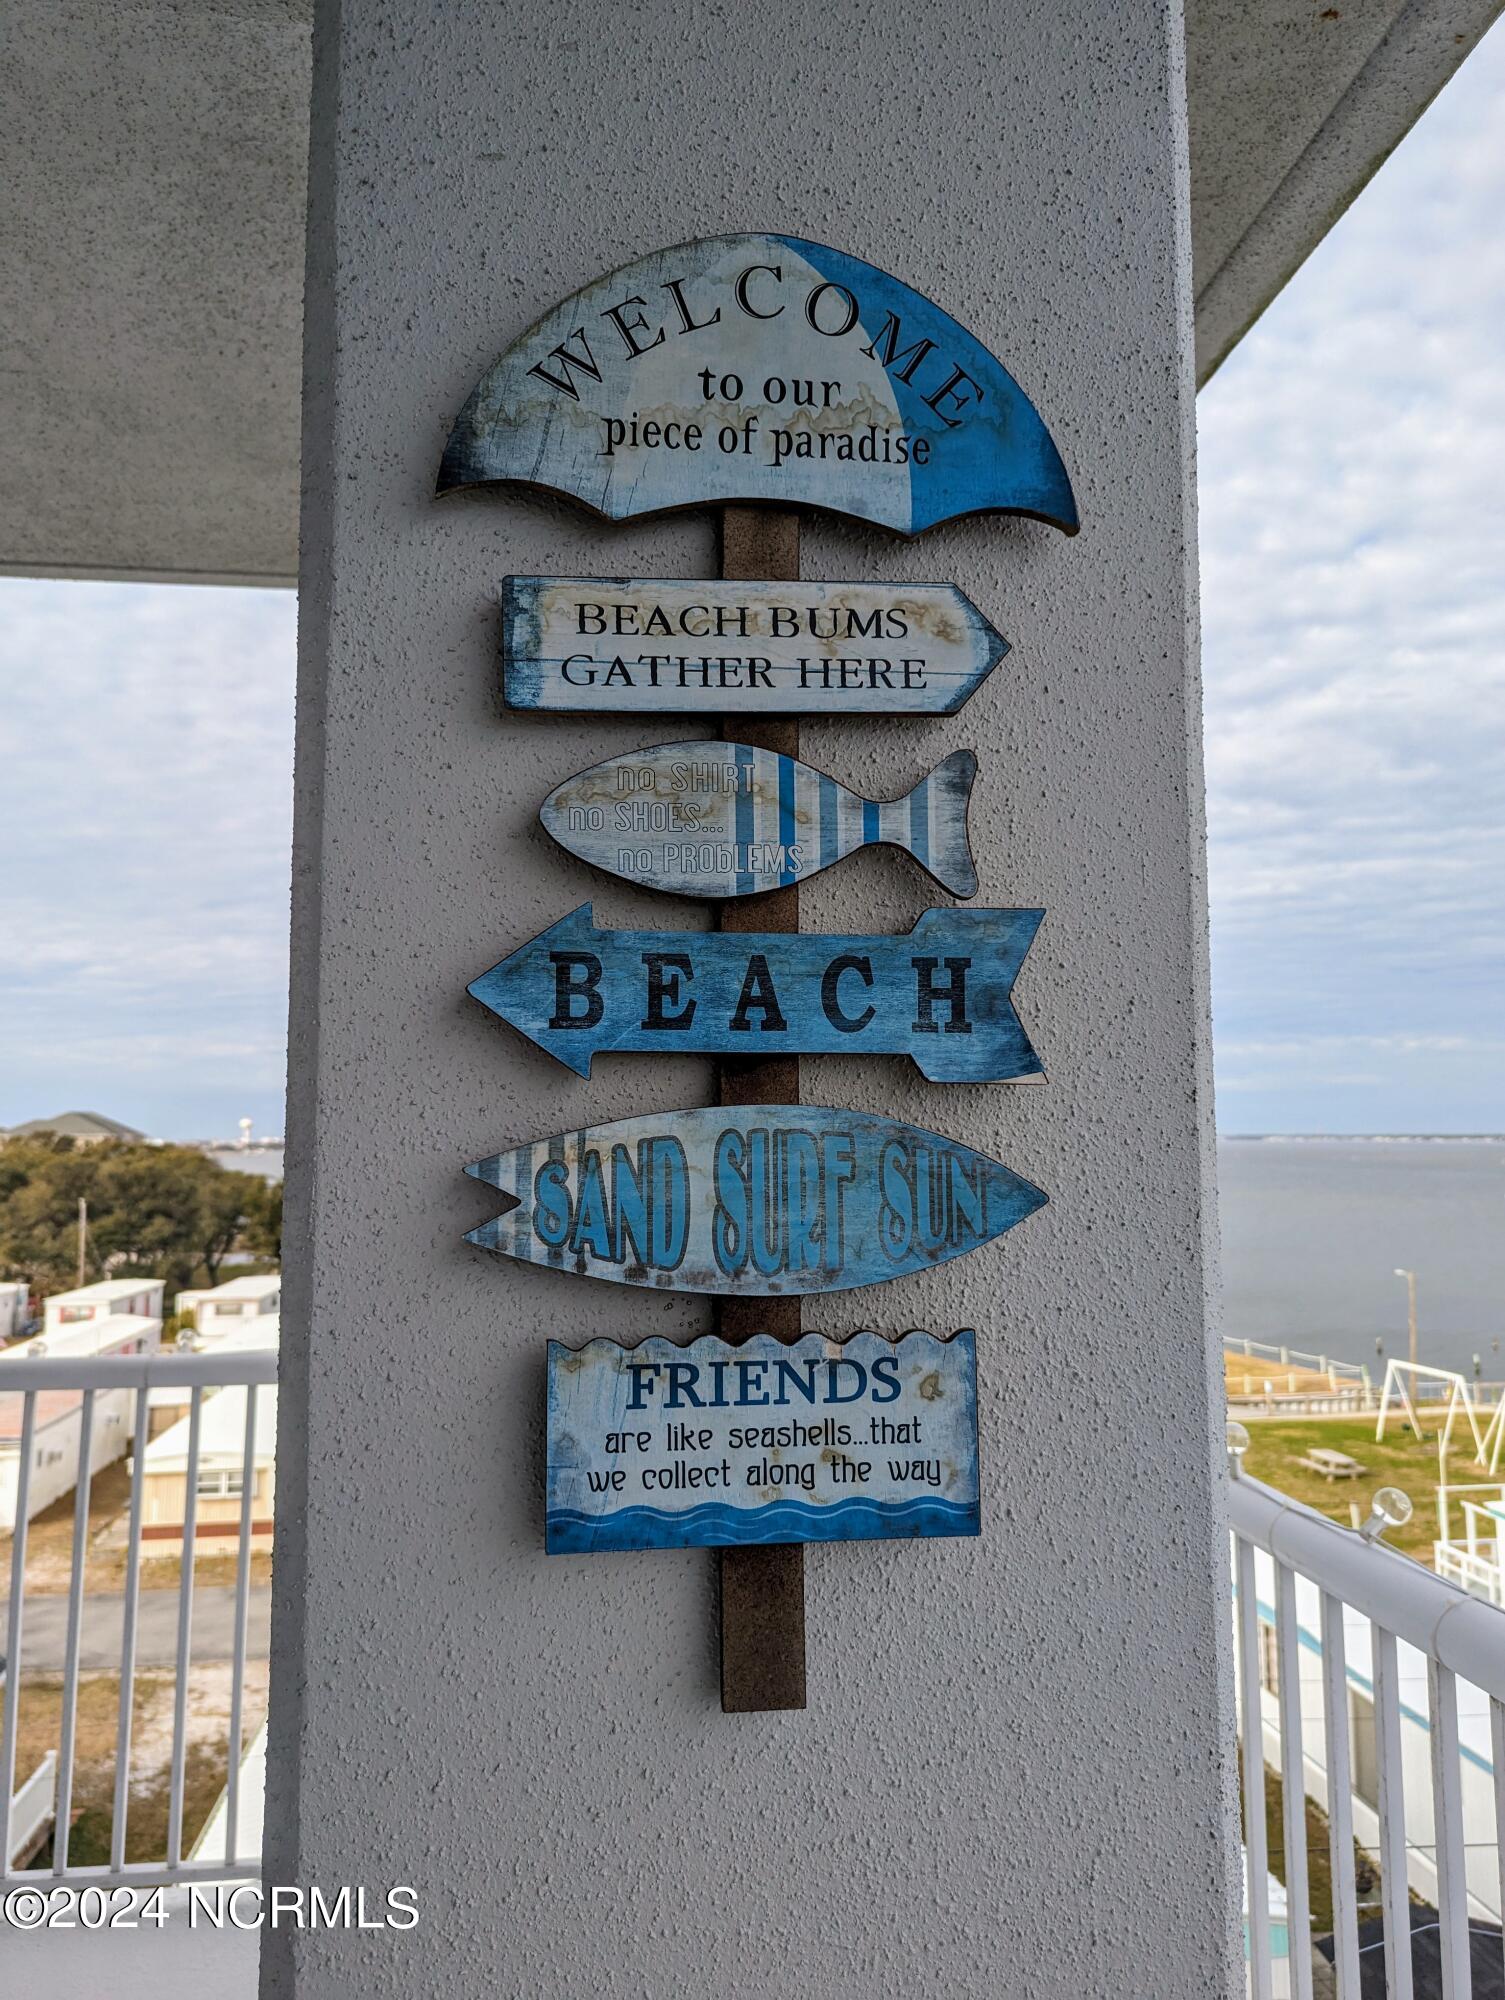 WELCOME
to our
piece of paradise
BEACH BUMS
GATHER HERE
no SHIRT
no SHOES...
no PRObLEMS
BEACH
SAND SURF SUN
FRIENDS
are like seashells...that
we collect along the way
©2024 NCRMLS